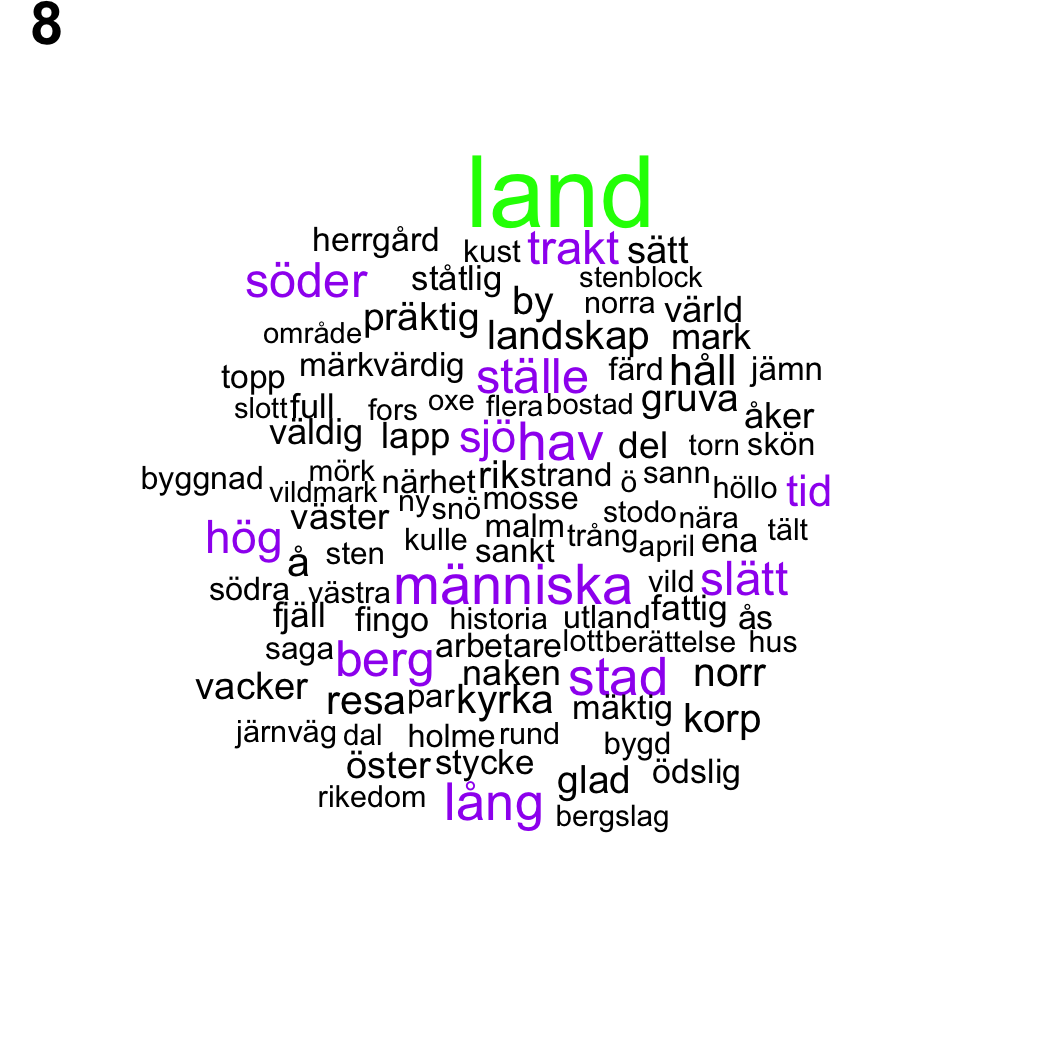 8
land
herrgård kust trakt sätt
söder ståtlig stenblock
by norra värld
område präktig landskap mark
topp märkvärdig ställe färd håll jämn
slott full fors oxe flera bostad gruva åker
väldig lapp sjö hav del torn skön
byggnad mörk närhet rik strand ö sann höllo tid
vildmark ny snö mosse
väster malm trång stodo nära tält
hög å sten kulle sankt april ena
södra västra människa vild slätt
fjäll fingo historia utland fattig ås
saga berg arbetare lott berättelse hus
vacker naken stad norr
resa par kyrka mäktig korp
järnväg dal holme rund bygd
öster stycke glad ödslig
rikedom lång bergslag